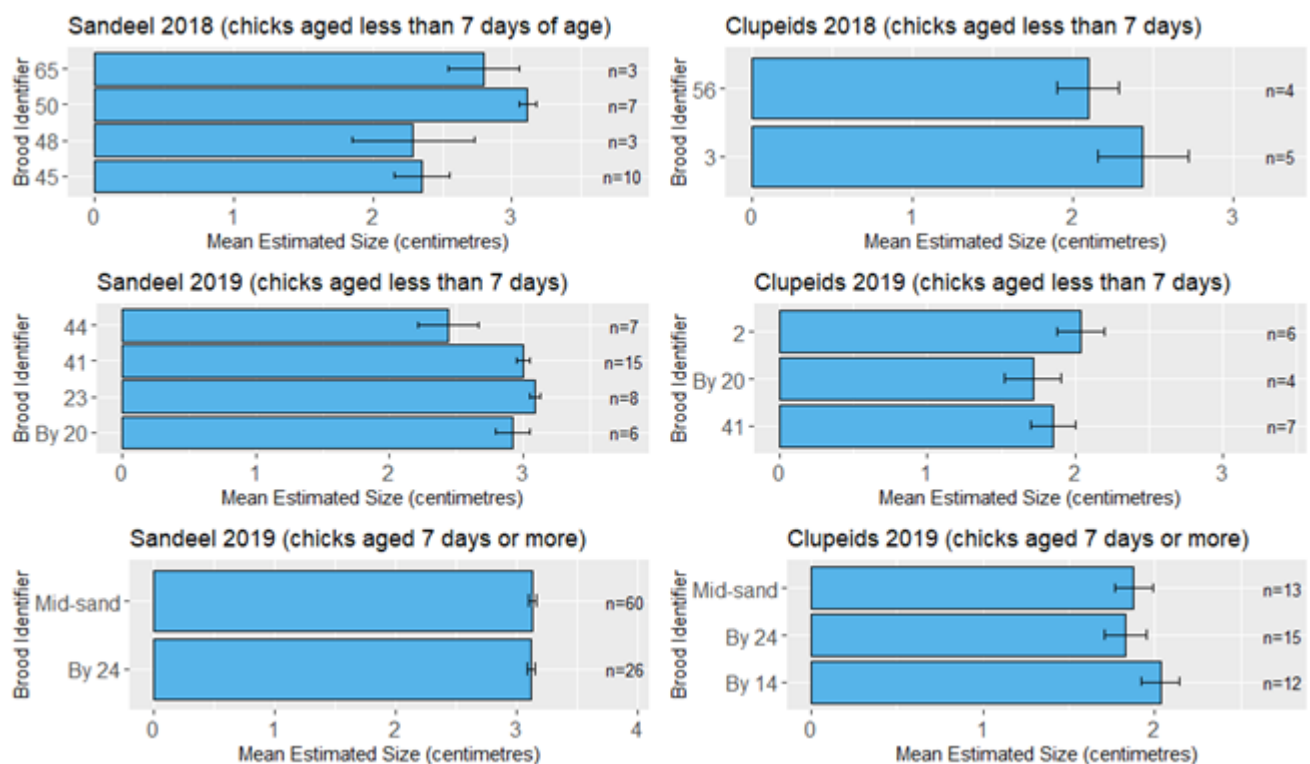 Sandeel 2018 (chicks aged less than 7 days of age)
Brood Identifier
65
n=3
50
n=7
48
n=3
45
n=10
0 1 2 3
Mean Estimated Size (centimetres)
Clupeids 2018 (chicks aged less than 7 days)
Brood Identifier
56
n=4
3
n=5
0 1 2 3
Mean Estimated Size (centimetres)
Sandeel 2019 (chicks aged less than 7 days)
Brood Identifier
44
n=7
41
n=15
23
n=8
By 20
n=6
0 1 2 3
Mean Estimated Size (centimetres)
Clupeids 2019 (chicks aged less than 7 days)
Brood Identifier
2
n=6
By 20
n=4
41
n=7
0 1 2 3
Mean Estimated Size (centimetres)
Sandeel 2019 (chicks aged 7 days or more)
Brood Identifier
Mid-sand
n=60
By 24
n=26
0 1 2 3 4
Mean Estimated Size (centimetres)
Clupeids 2019 (chicks aged 7 days or more)
Brood Identifier
Mid-sand
n=13
By 24
n=15
By 14
n=12
0 1 2
Mean Estimated Size (centimetres)